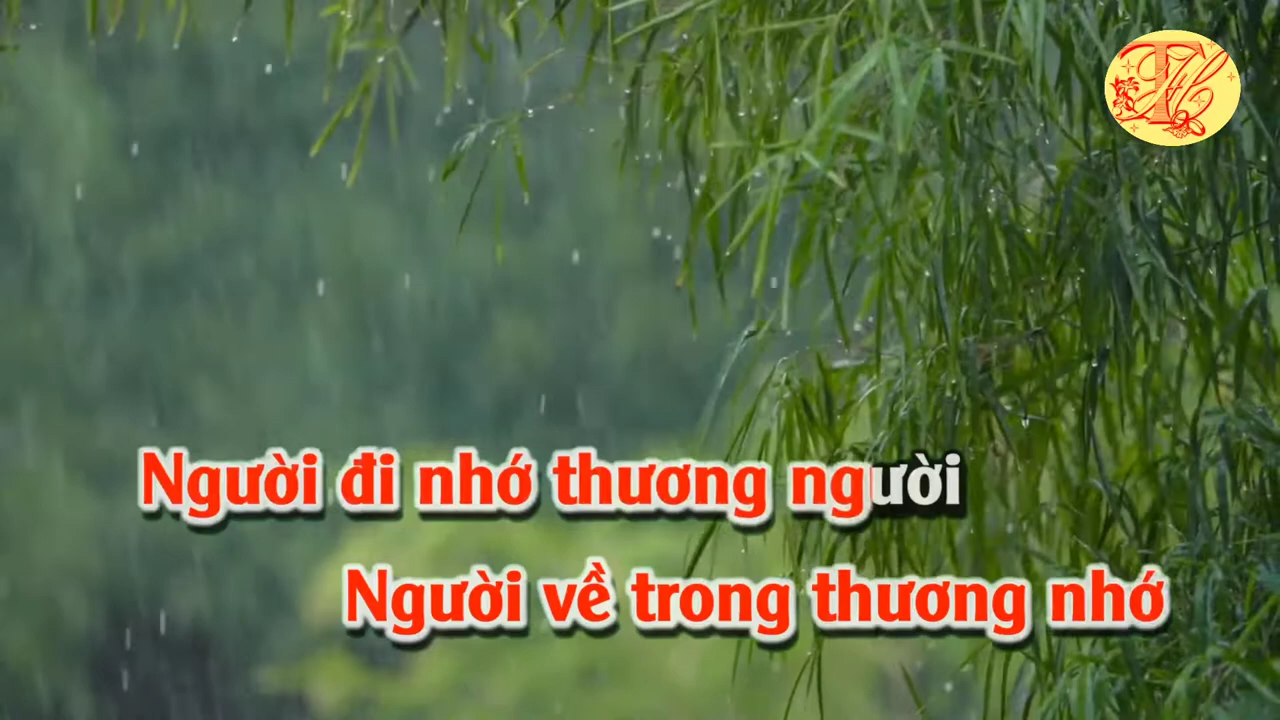 Người đi nhớ thương người
Người về trong thương nhớ